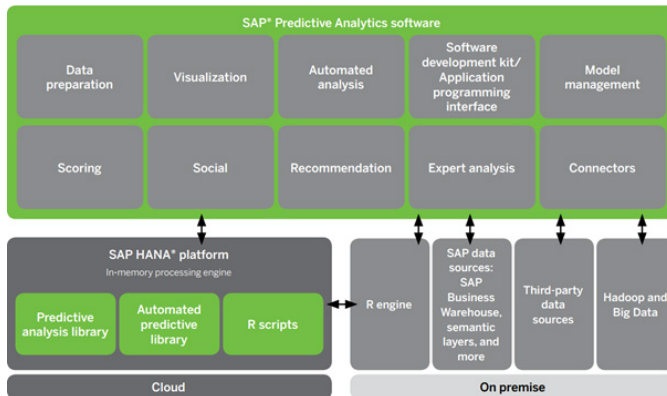 SAP® Predictive Analytics software
Data
preparation
Visualization
Automated
analysis
Software
development kit/
Application
programming
interface
Model
management
Scoring
Social
Recommendation
Expert analysis
Connectors
SAP HANA® platform
In-memory processing engine
Predictive
analysis library
Automated
predictive
library
R scripts
R engine
SAP data
sources:
SAP
Business
Warehouse,
semantic
layers, and
more
Third-party
data
sources
Hadoop and
Big Data
Cloud
On premise